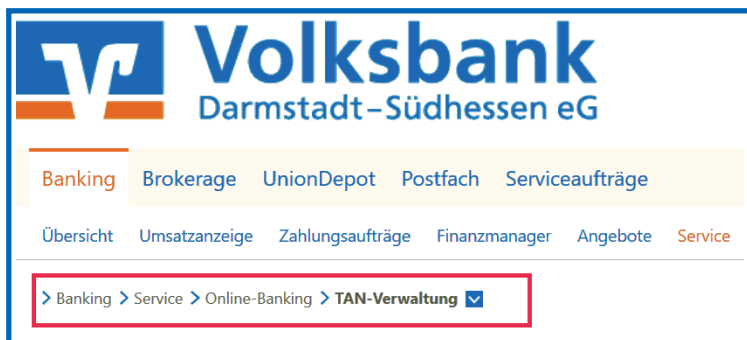 Volksbank
Darmstadt-Südhessen eG
Banking Brokerage UnionDepot Postfach Serviceaufträge
Übersicht Umsatzanzeige Zahlungsaufträge Finanzmanager Angebote Service
> Banking > Service > Online-Banking > TAN-Verwaltung